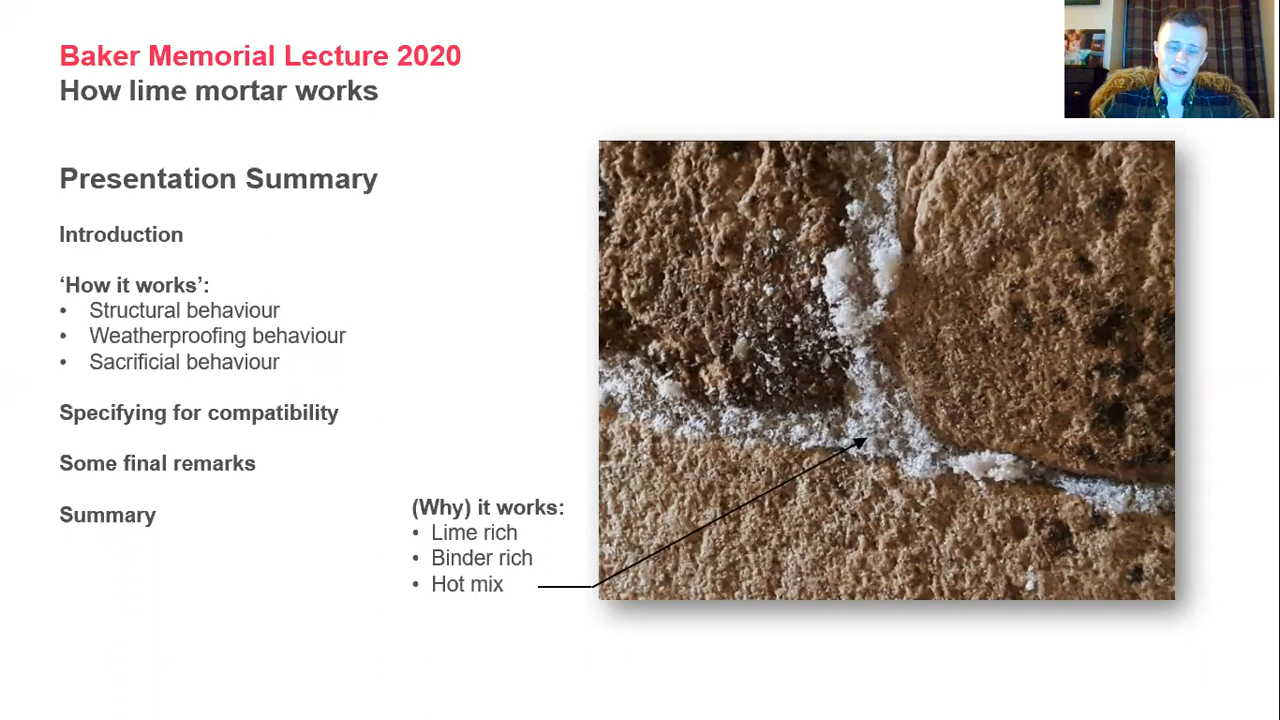 Baker Memorial Lecture 2020
How lime mortar works
Presentation Summary
Introduction
‘How it works’:
• Structural behaviour
• Weatherproofing behaviour
• Sacrificial behaviour
Specifying for compatibility
Some final remarks
Summary
(Why) it works:
• Lime rich
• Binder rich
• Hot mix